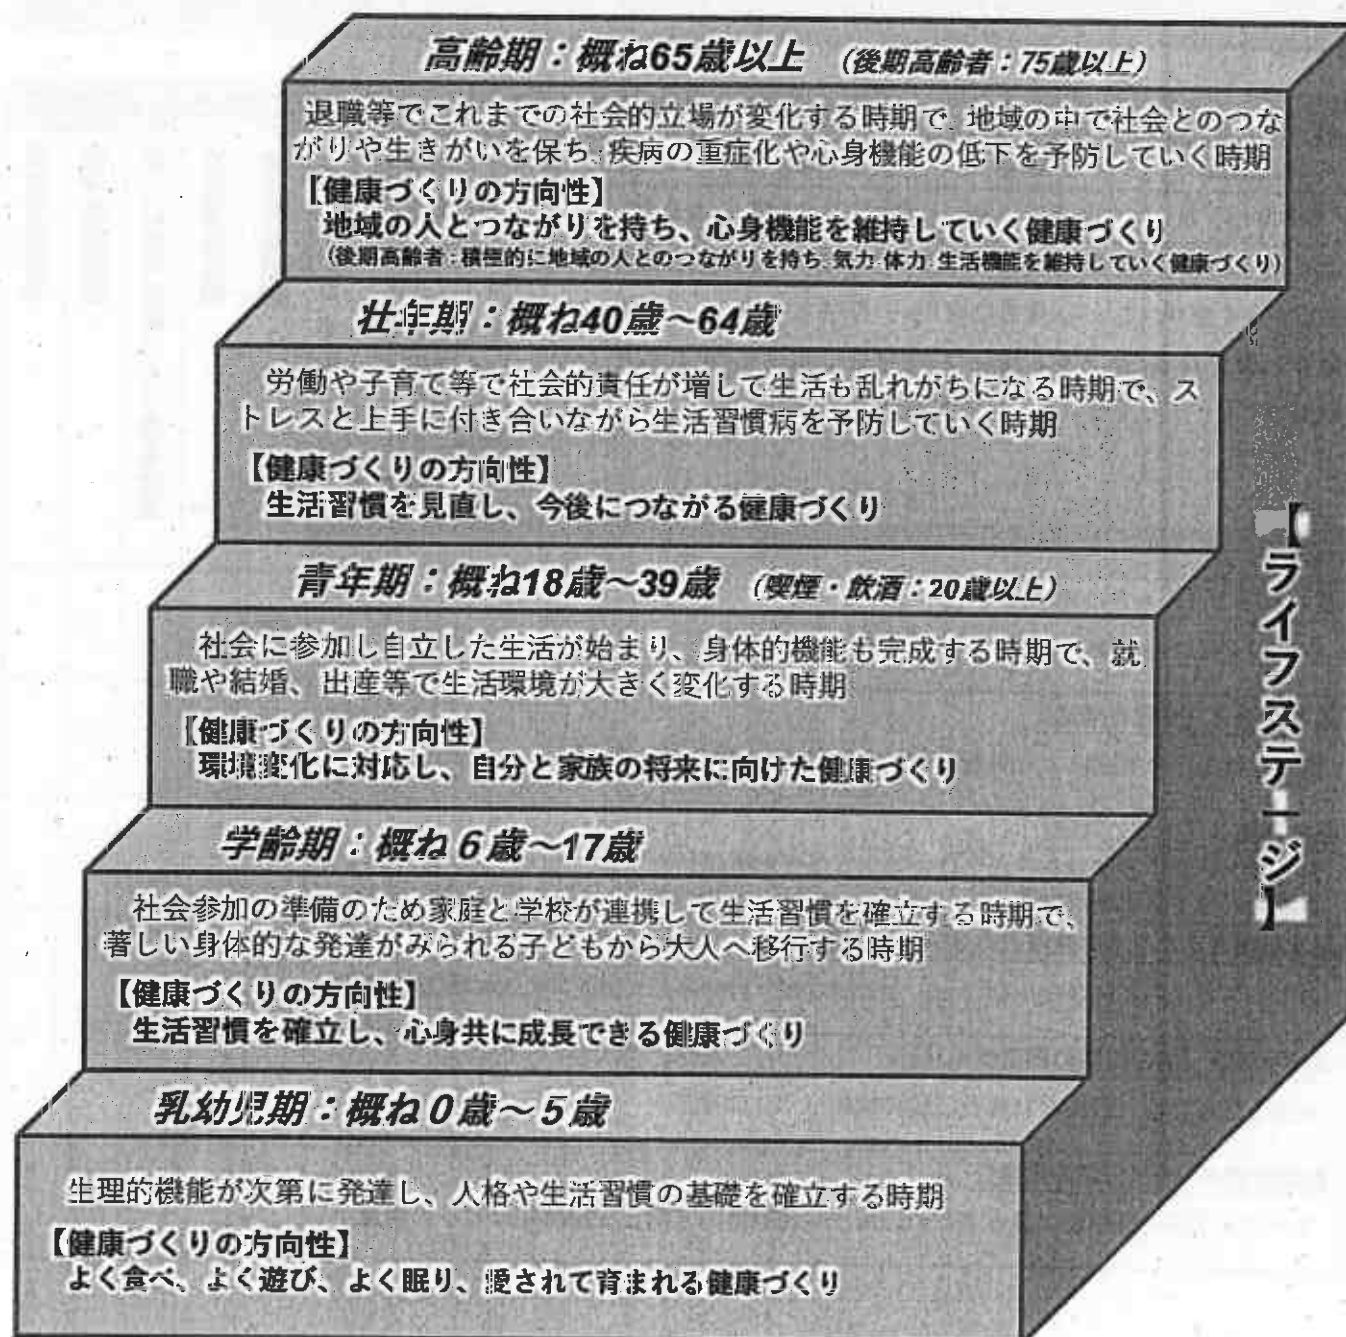 高齢期：概ね65歳以上 （後期高齢者：75歳以上）
退職等でこれまでの社会的立場が変化する時期で、地域の中で社会とのつな
がりや生きがいを保ち、疾病の重症化や心身機能の低下を予防していく時期
【健康づくりの方向性】
地域の人とつながりを持ち、心身機能を維持していく健康づくり
（後期高齢者：積極的に地域の人とのつながりを持ち、気力・体力・生活機能を維持していく健康づくり）
壮年期：概ね40歳～64歳
労働や子育て等で社会的責任が増して生活も乱れがちになる時期で、ス
トレスと上手に付き合いながら生活習慣病を予防していく時期
【健康づくりの方向性】
生活習慣を見直し、今後につながる健康づくり
青年期：概ね18歳～39歳 （喫煙・飲酒：20歳以上）
社会に参加し自立した生活が始まり、身体的機能も完成する時期で、就
職や結婚、出産等で生活環境が大きく変化する時期
【健康づくりの方向性】
環境変化に対応し、自分と家族の将来に向けた健康づくり
学齢期：概ね６歳～17歳
社会参加の準備のため家庭と学校が連携して生活習慣を確立する時期で、
著しい身体的な発達がみられる子どもから大人へ移行する時期
【健康づくりの方向性】
生活習慣を確立し、心身共に成長できる健康づくり
乳幼児期：概ね０歳～５歳
生理的機能が次第に発達し、人格や生活習慣の基礎を確立する時期
【健康づくりの方向性】
よく食べ、よく遊び、よく眠り、愛されて育まれる健康づくり
【ライフステージ】